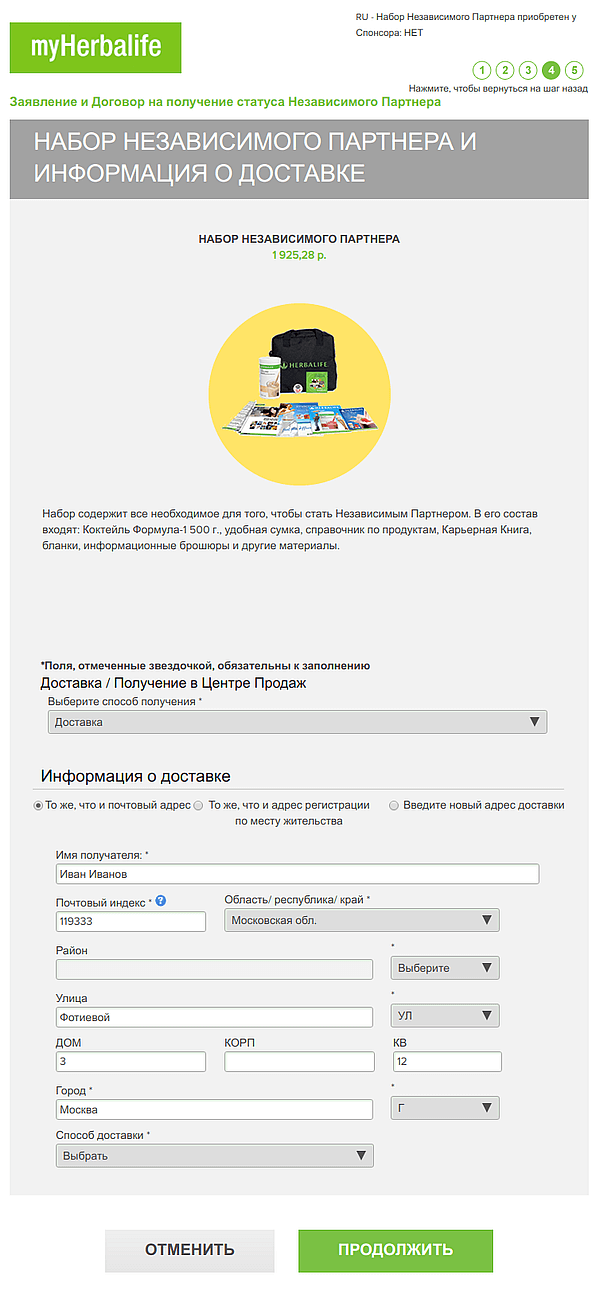 RU - Набор Независимого Партнера приобретен у
Спонсора: НЕТ
myHerbalife
1 2 3 4 5
Нажмите, чтобы вернуться на шаг назад
Заявление и Договор на получение статуса Независимого Партнера
НАБОР НЕЗАВИСИМОГО ПАРТНЕРА И
ИНФОРМАЦИЯ О ДОСТАВКЕ
НАБОР НЕЗАВИСИМОГО ПАРТНЕРА
1 925,28 р.
HERBALIFE
Набор содержит все необходимое для того, чтобы стать Независимым Партнером. В его состав
входят: Коктейль Формула-1 500 г., удобная сумка, справочник по продуктам, Карьерная Книга,
бланки, информационные брошюры и другие материалы.
*Поля, отмеченные звездочкой, обязательны к заполнению
Доставка / Получение в Центре Продаж
Выберите способ получения *
Доставка
Информация о доставке
То же, что и почтовый адрес То же, что и адрес регистрации Введите новый адрес доставки
по месту жительства
Имя получателя: *
Иван Иванов
Почтовый индекс * ? Область/ республика/ край *
119333 Московская обл.
Район *
Выберите
Улица *
Фотиевой УЛ
ДОМ КОРП КВ
3 12
Город * *
Москва Г
Способ доставки *
Выбрать
ОТМЕНИТЬ ПРОДОЛЖИТЬ